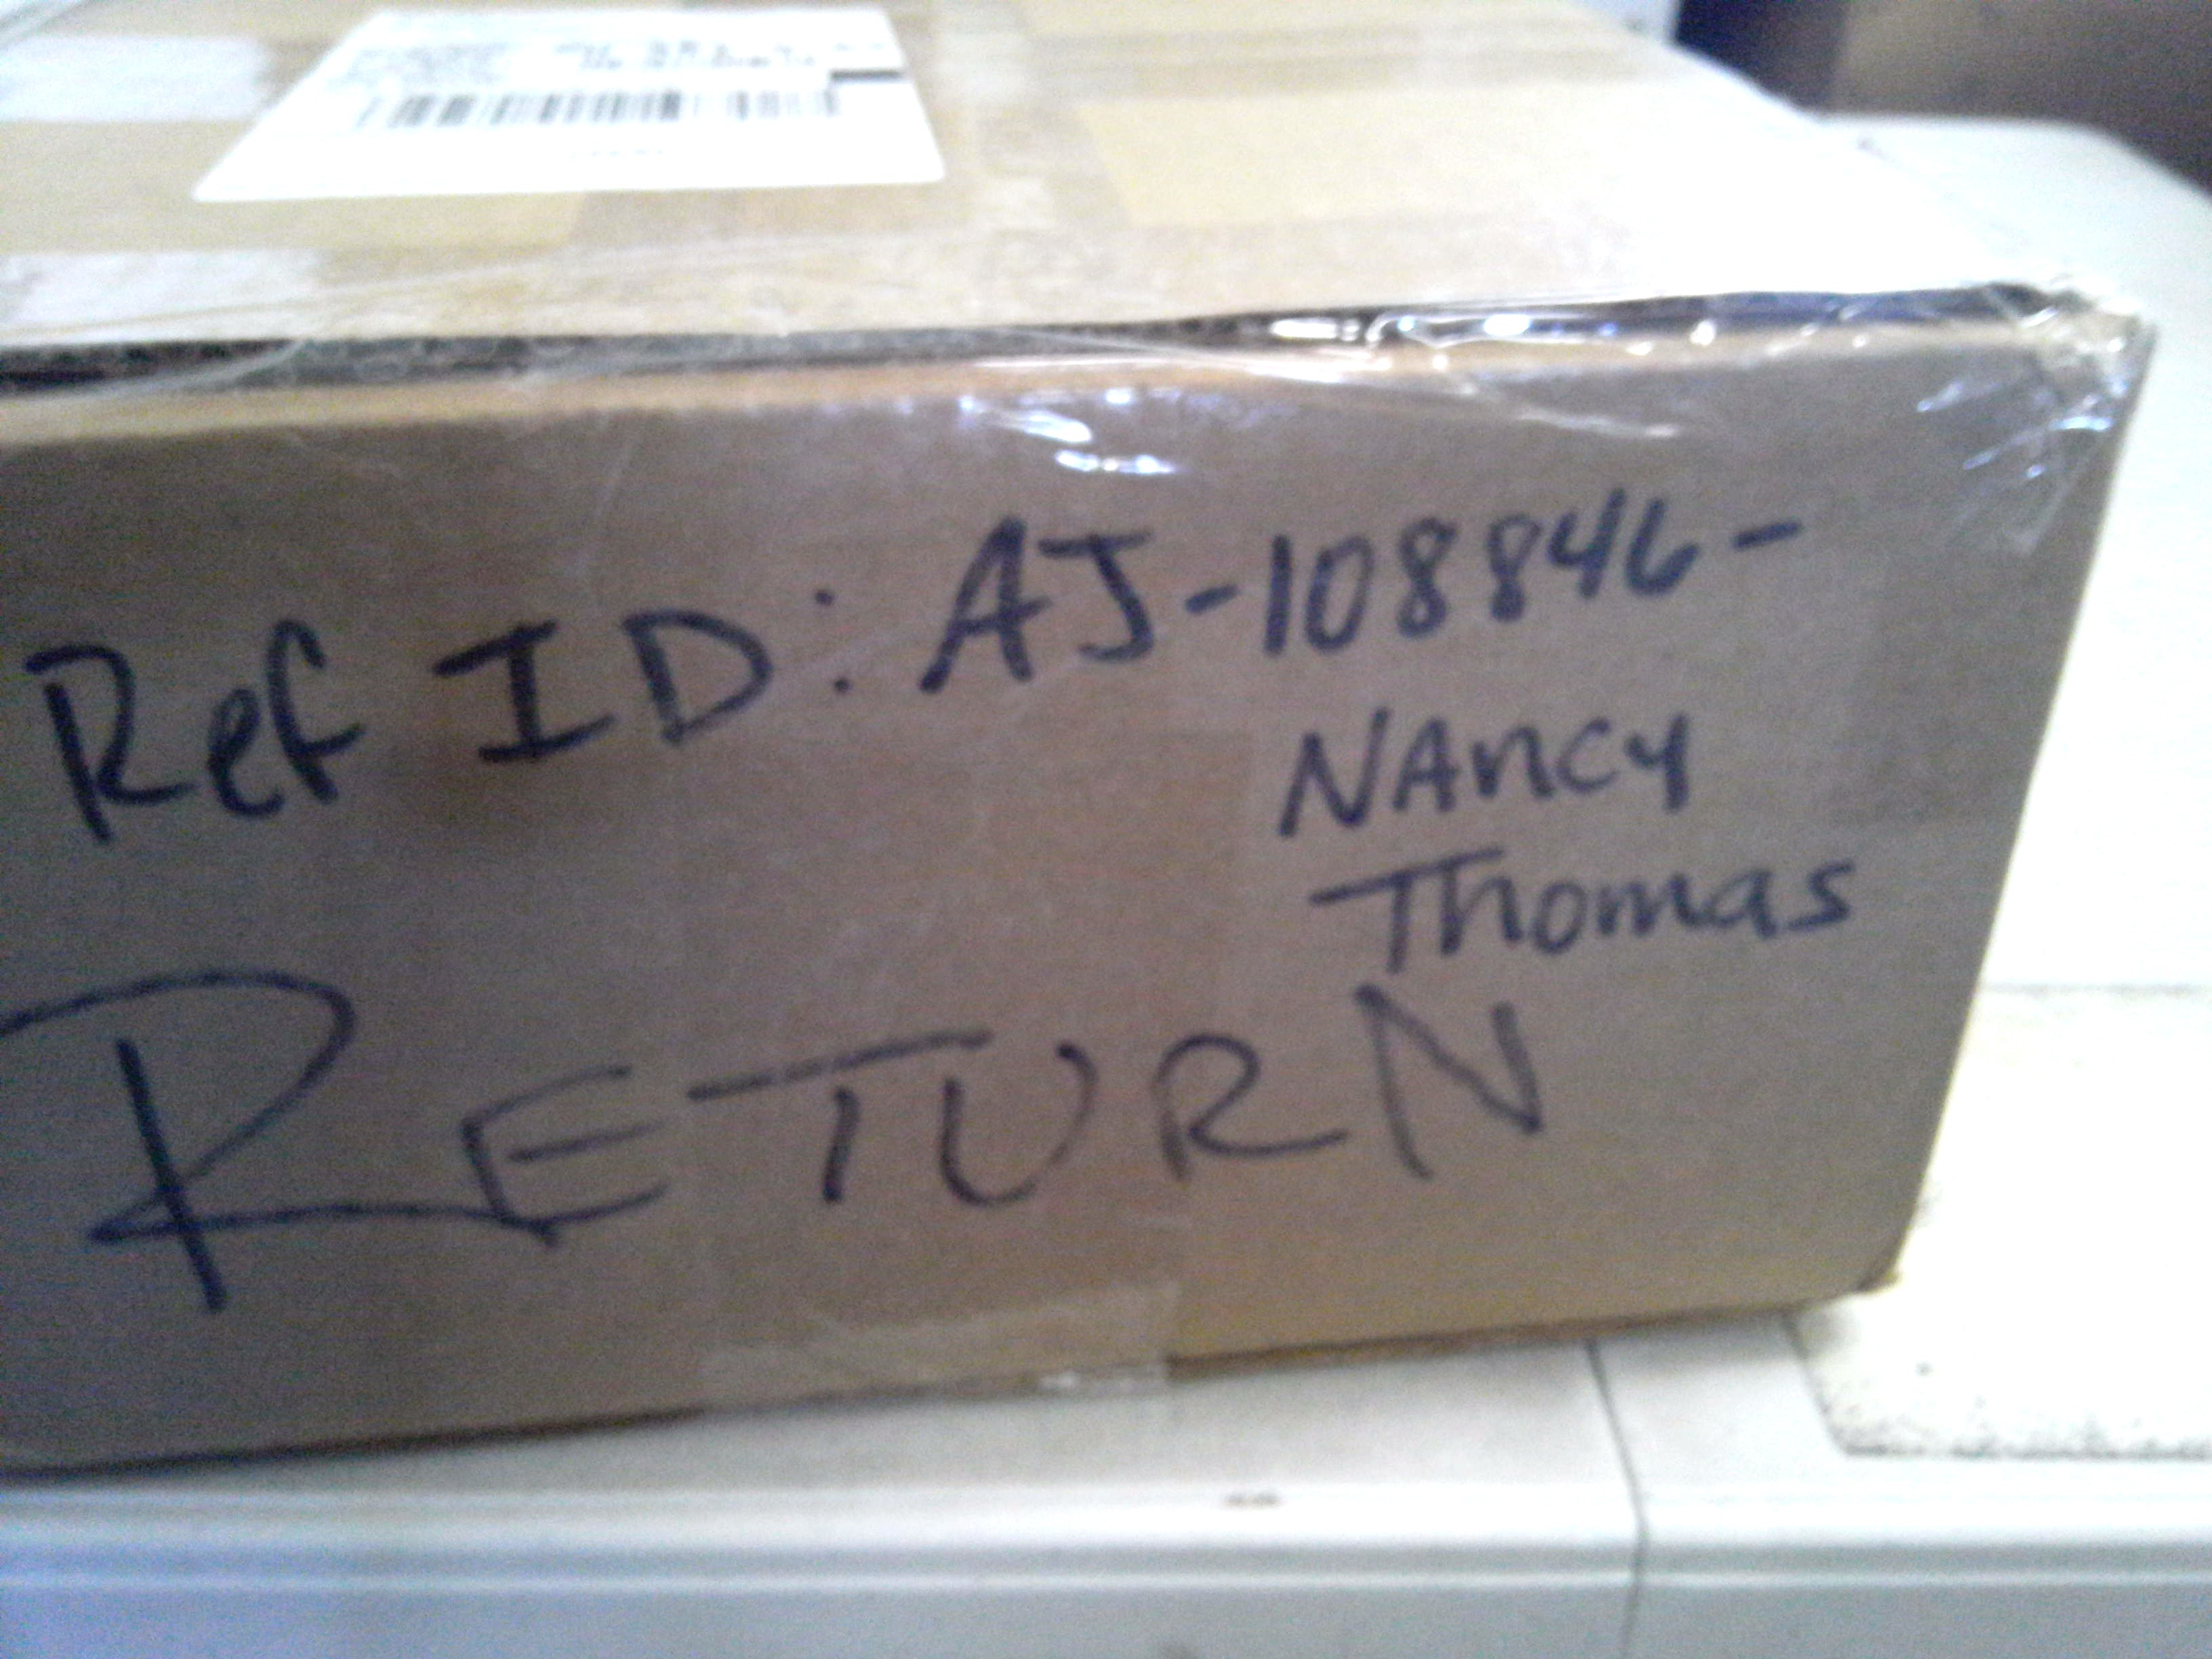 Ref ID: AJ-108846-
NAncy
Thomas
RETURN